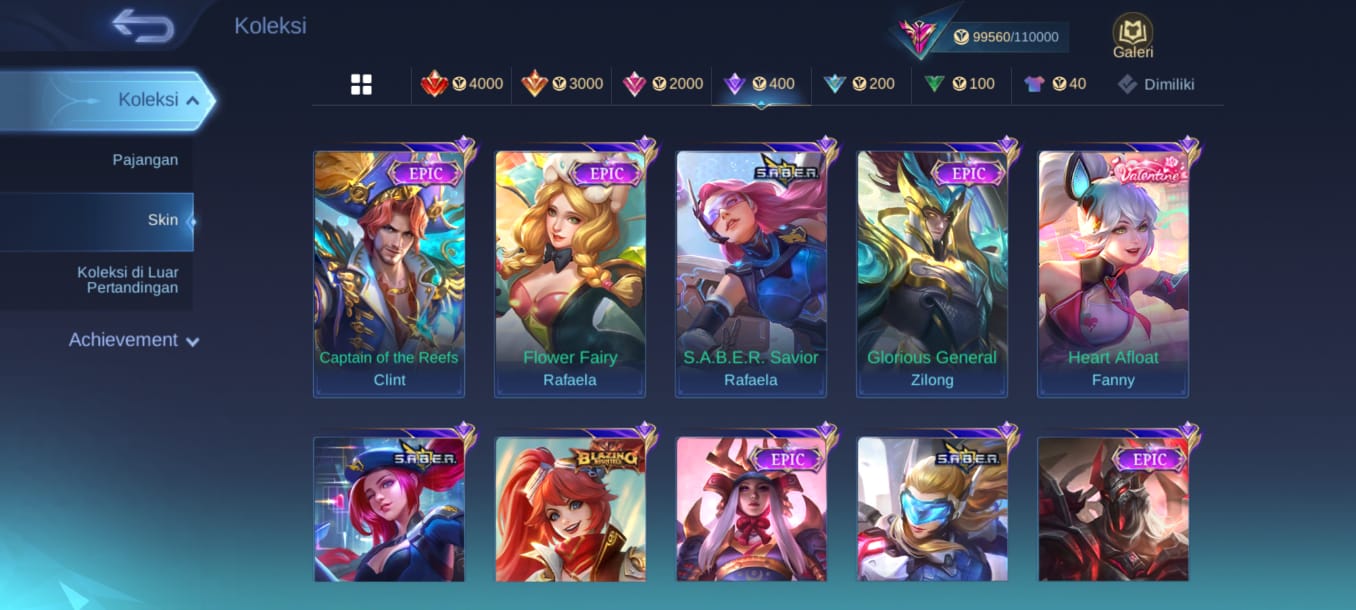 Koleksi
99560/110000
Galeri
4000
3000
2000
400
200
100
40
Dimiliki
Koleksi
Pajangan
Skin
Koleksi di Luar
Pertandingan
Achievement
EPIC
EPIC
S.A.B.E.R.
EPIC
Valentine
Captain of the Reefs
Clint
Flower Fairy
Rafaela
S.A.B.E.R. Savior
Rafaela
Glorious General
Zilong
Heart Afloat
Fanny
S.A.B.E.R.
BLAZING
EPIC
S.A.B.E.R.
EPIC